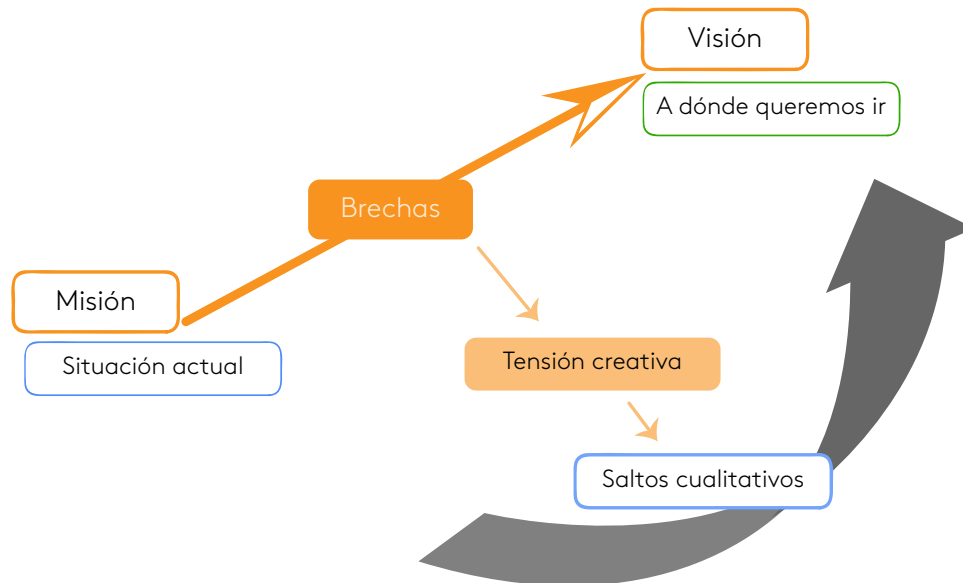 Visión
A dónde queremos ir
Brechas
Misión
Situación actual
Tensión creativa
Saltos cualitativos